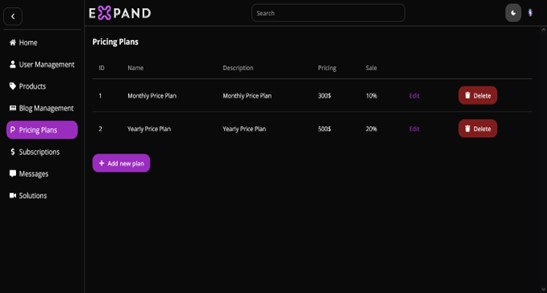 EXPAND
Search
Home
User Management
Products
Blog Management
Pricing Plans
Subscriptions
Messages
Solutions
Pricing Plans
ID Name Description Pricing Sale
1 Monthly Price Plan Monthly Price Plan 300$ 10% Edit Delete
2 Yearly Price Plan Yearly Price Plan 500$ 20% Edit Delete
+ Add new plan